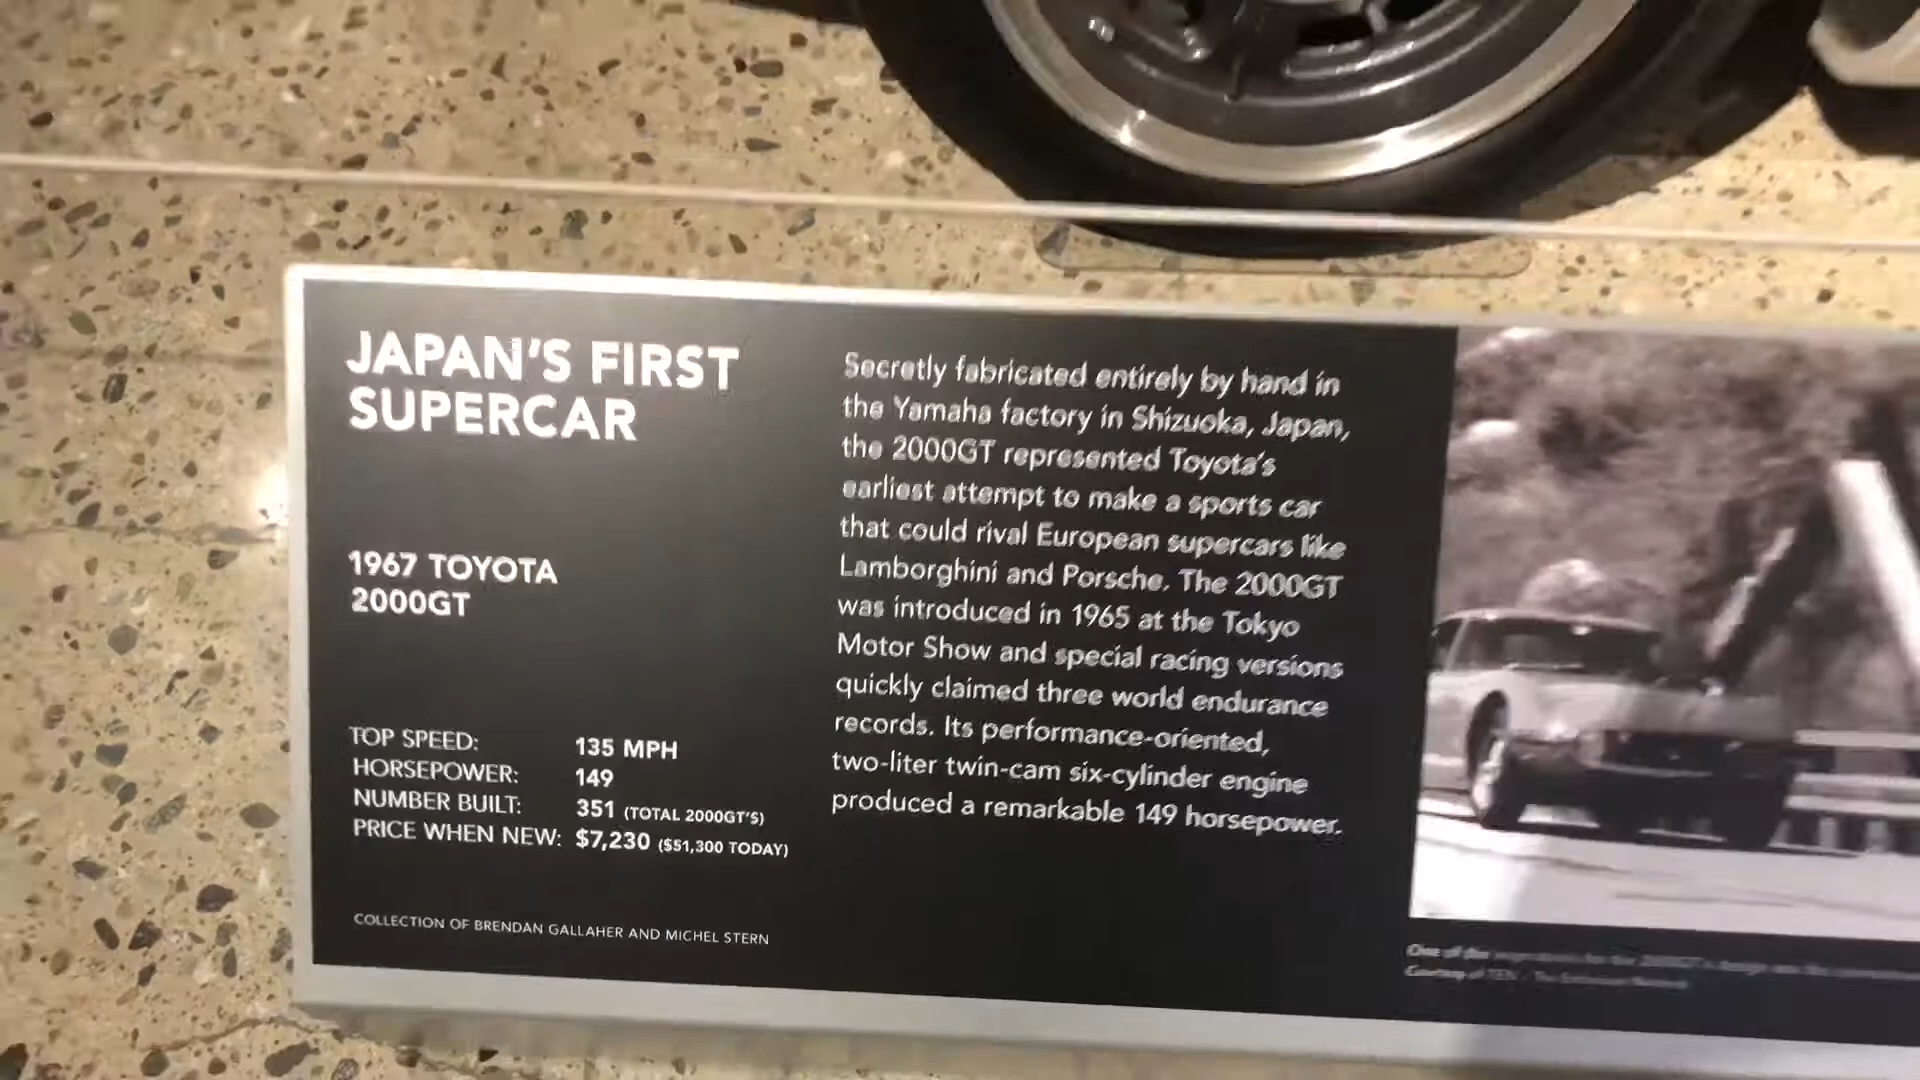 JAPAN'S FIRST
SUPERCAR
1967 TOYOTA
2000GT
TOP SPEED: 135 MPH
HORSEPOWER: 149
NUMBER BUILT: 351 (TOTAL 2000GT'S)
PRICE WHEN NEW: $7,230 ($51,300 TODAY)
COLLECTION OF BRENDAN GALLAHER AND MICHEL STERN
Secretly fabricated entirely by hand in
the Yamaha factory in Shizuoka, Japan,
the 2000GT represented Toyota's
earliest attempt to make a sports car
that could rival European supercars like
Lamborghini and Porsche. The 2000GT
was introduced in 1965 at the Tokyo
Motor Show and special racing versions
quickly claimed three world endurance
records. Its performance-oriented,
two-liter twin-cam six-cylinder engine
produced a remarkable 149 horsepower.
One of the
Courtesy of